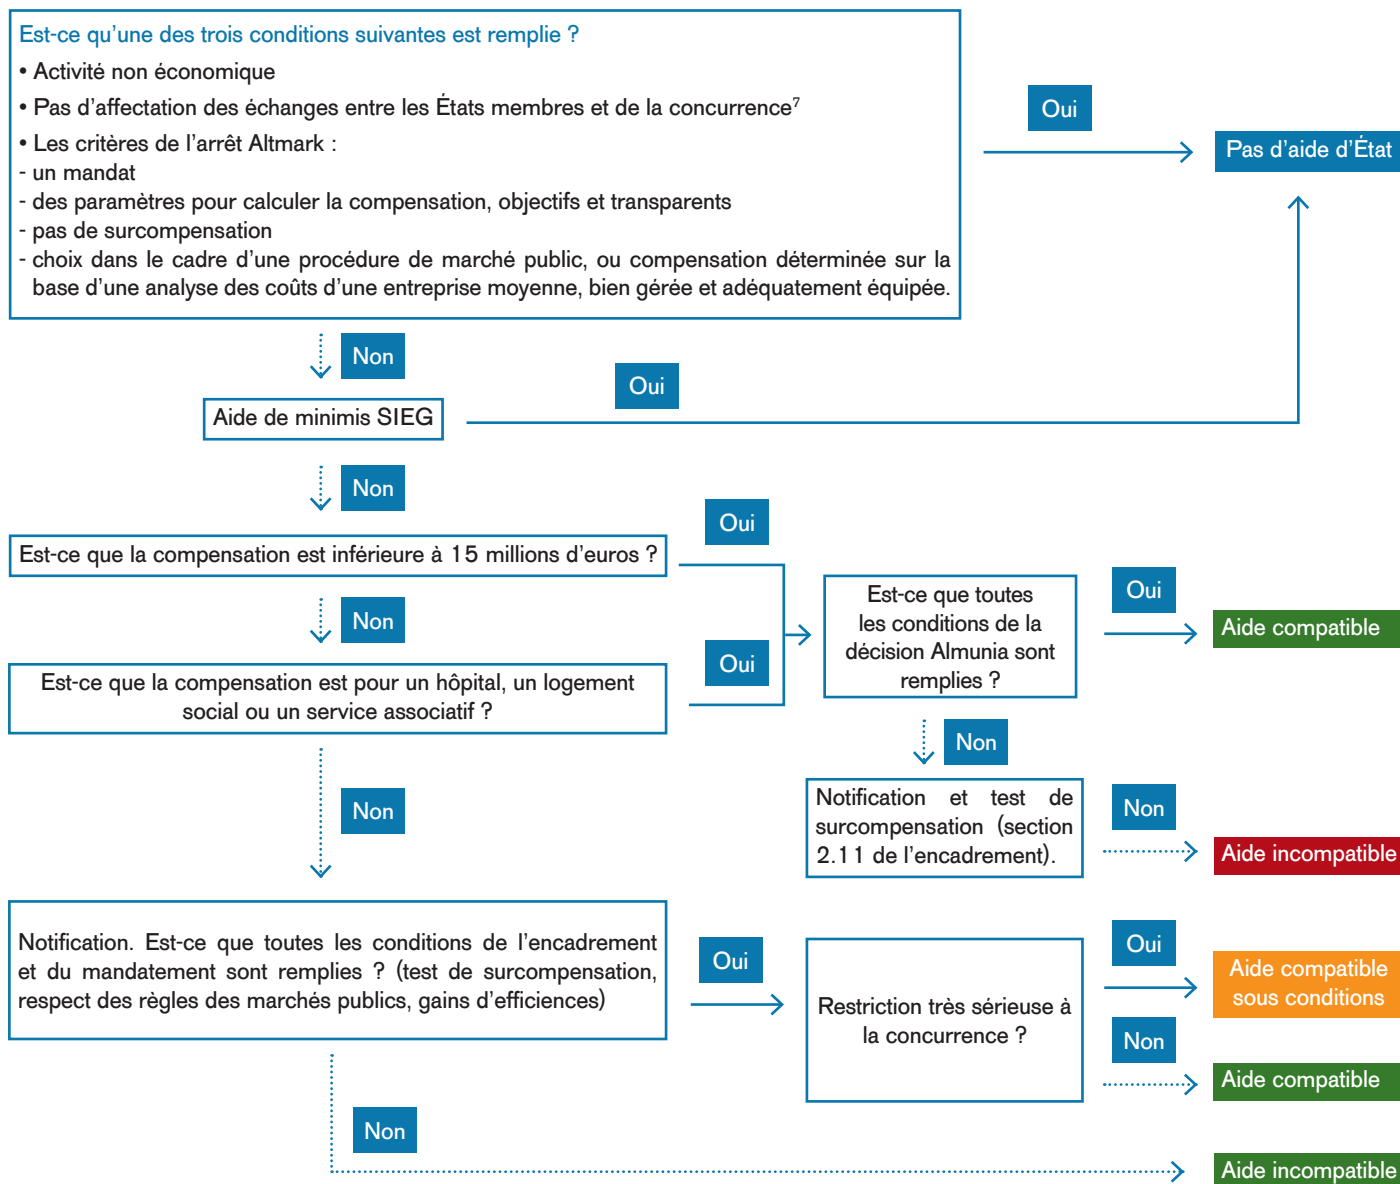 Est-ce qu’une des trois conditions suivantes est remplie ?
• Activité non économique
• Pas d’affectation des échanges entre les États membres et de la concurrence⁷
• Les critères de l’arrêt Altmark :
- un mandat
- des paramètres pour calculer la compensation, objectifs et transparents
- pas de surcompensation
- choix dans le cadre d’une procédure de marché public, ou compensation déterminée sur la
base d’une analyse des coûts d’une entreprise moyenne, bien gérée et adéquatement équipée.
Oui
Pas d’aide d’État
Non
Oui
Aide de minimis SIEG
Non
Oui
Est-ce que la compensation est inférieure à 15 millions d’euros ?
Non
Oui
Est-ce que la compensation est pour un hôpital, un logement
social ou un service associatif ?
Est-ce que toutes
les conditions de la
décision Almunia sont
remplies ?
Oui
Aide compatible
Non
Notification et test de
surcompensation (section
2.11 de l’encadrement).
Non
Aide incompatible
Non
Notification. Est-ce que toutes les conditions de l’encadrement
et du mandatement sont remplies ? (test de surcompensation,
respect des règles des marchés publics, gains d’efficiences)
Oui
Restriction très sérieuse à
la concurrence ?
Oui
Aide compatible
sous conditions
Non
Aide compatible
Non
Aide incompatible